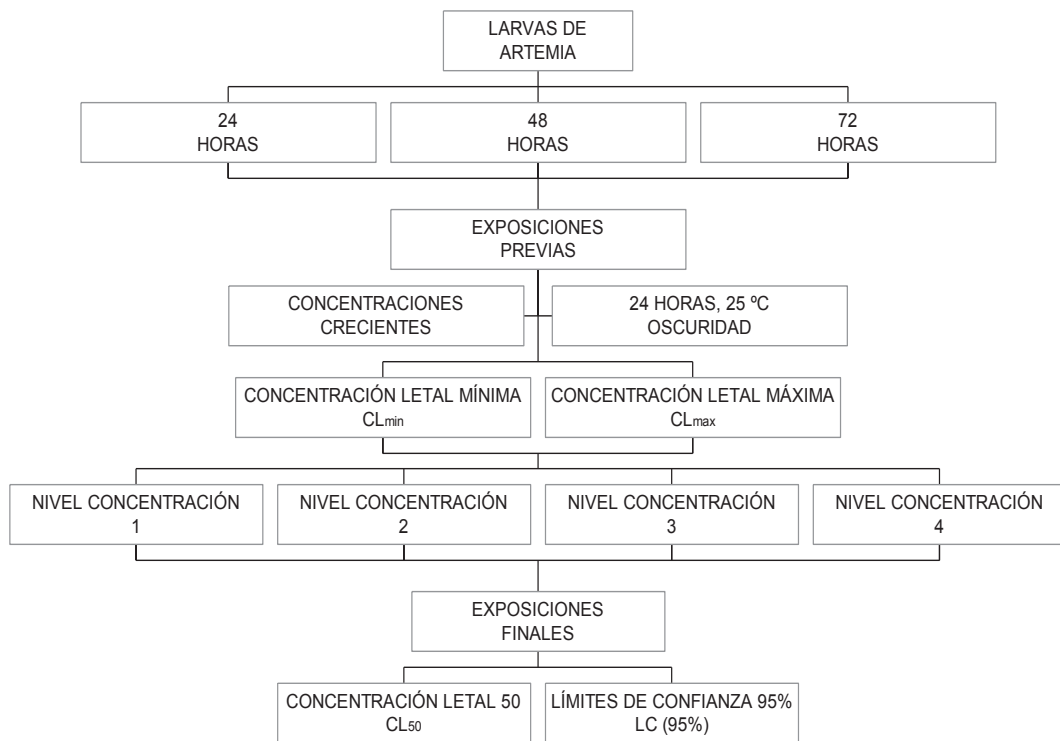 LARVAS DE
ARTEMIA
24
HORAS
48
HORAS
72
HORAS
EXPOSICIONES
PREVIAS
CONCENTRACIONES
CRECIENTES
24 HORAS, 25 ºC
OSCURIDAD
CONCENTRACIÓN LETAL MÍNIMA
CLmin
CONCENTRACIÓN LETAL MÁXIMA
CLmax
NIVEL CONCENTRACIÓN
1
NIVEL CONCENTRACIÓN
2
NIVEL CONCENTRACIÓN
3
NIVEL CONCENTRACIÓN
4
EXPOSICIONES
FINALES
CONCENTRACIÓN LETAL 50
CL50
LÍMITES DE CONFIANZA 95%
LC (95%)